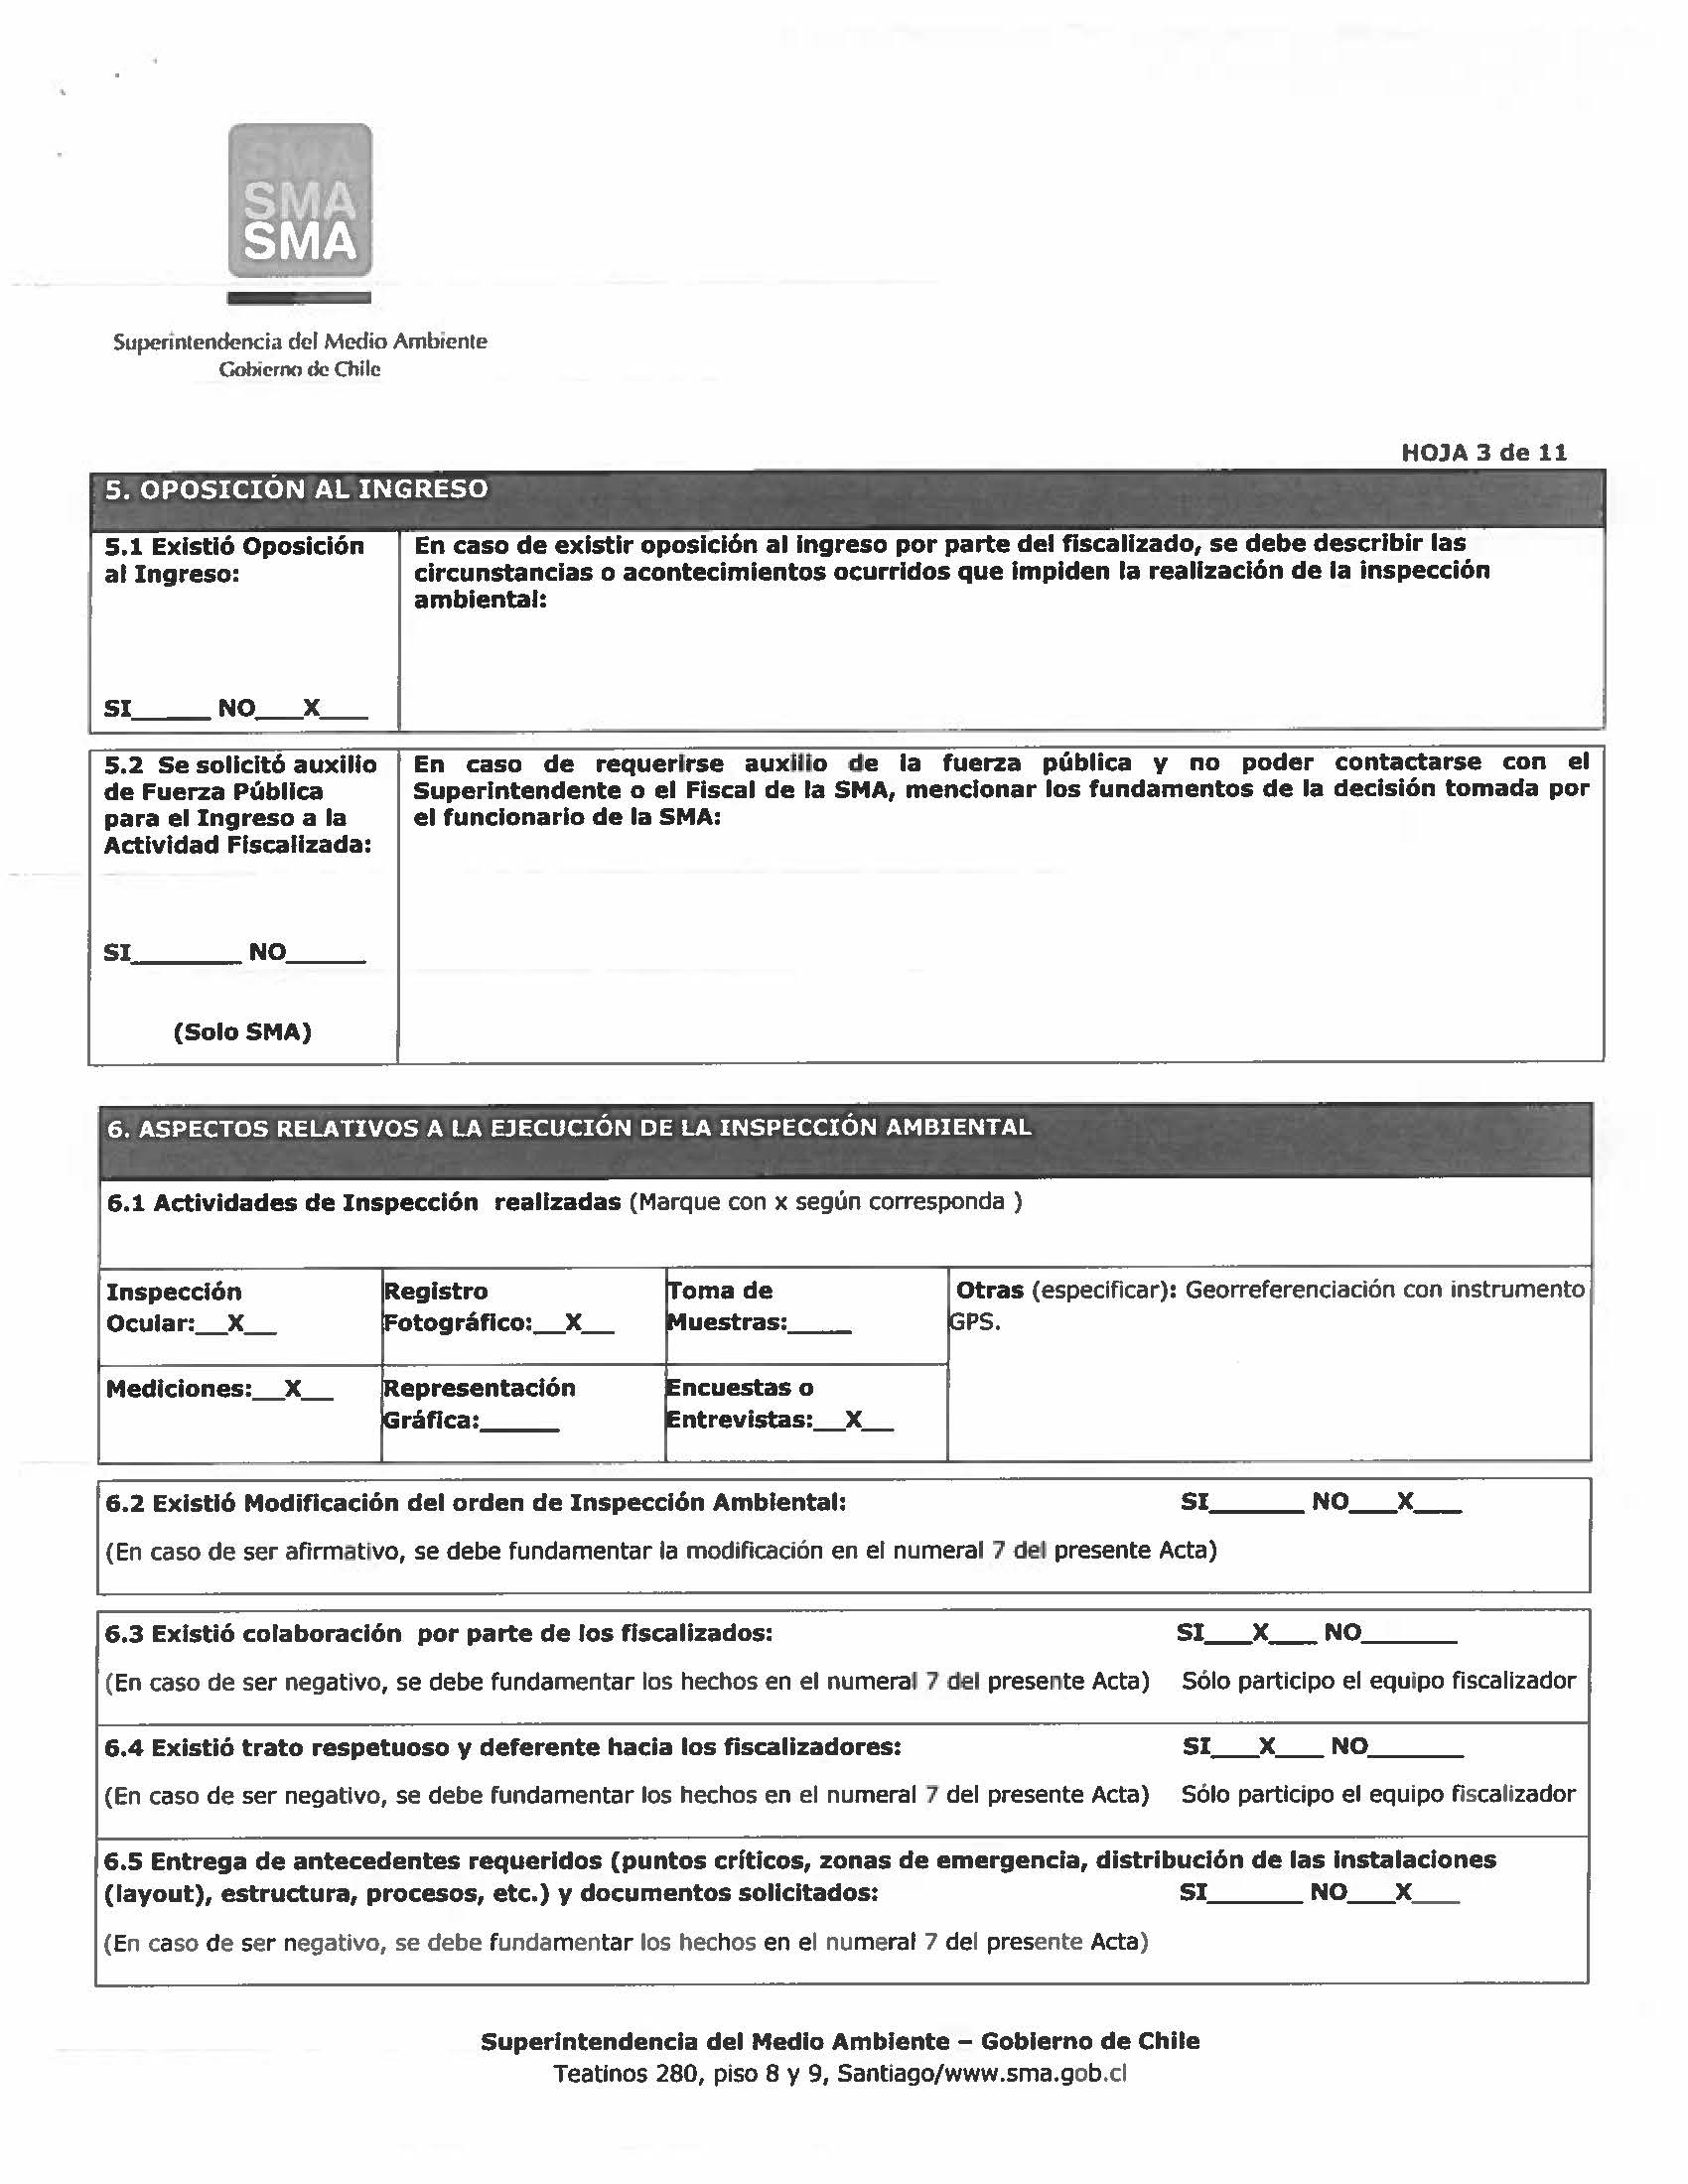 SMA
SMA
SMA
Superintendencia del Medio Ambiente
Gobierno de Chile
HOJA 3 de 11
5. OPOSICIÓN AL INGRESO
5.1 Existió Oposición
al Ingreso:
SI______ NO___X___
En caso de existir oposición al ingreso por parte del fiscalizado, se debe describir las
circunstancias o acontecimientos ocurridos que impiden la realización de la inspección
ambiental:
5.2 Se solicitó auxilio
de Fuerza Pública
para el Ingreso a la
Actividad Fiscalizada:
SI________ NO______
(Solo SMA)
En caso de requerirse auxilio de la fuerza pública y no poder contactarse con el
Superintendente o el Fiscal de la SMA, mencionar los fundamentos de la decisión tomada por
el funcionario de la SMA:
6. ASPECTOS RELATIVOS A LA EJECUCIÓN DE LA INSPECCIÓN AMBIENTAL
6.1 Actividades de Inspección realizadas (Marque con x según corresponda )
Inspección
Ocular:__X__
Registro
Fotográfico:__X__
Toma de
Muestras:____
Otras (especificar): Georreferenciación con instrumento
GPS.
Mediciones:__X__
Representación
Gráfica:_____
Encuestas o
Entrevistas:__X__
6.2 Existió Modificación del orden de Inspección Ambiental: SI______ NO___X___
(En caso de ser afirmativo, se debe fundamentar la modificación en el numeral 7 del presente Acta)
6.3 Existió colaboración por parte de los fiscalizados: SI___X___ NO______
(En caso de ser negativo, se debe fundamentar los hechos en el numeral 7 del presente Acta) Sólo participo el equipo fiscalizador
6.4 Existió trato respetuoso y deferente hacia los fiscalizadores: SI___X___ NO______
(En caso de ser negativo, se debe fundamentar los hechos en el numeral 7 del presente Acta) Sólo participo el equipo fiscalizador
6.5 Entrega de antecedentes requeridos (puntos críticos, zonas de emergencia, distribución de las instalaciones
(layout), estructura, procesos, etc.) y documentos solicitados: SI______ NO___X___
(En caso de ser negativo, se debe fundamentar los hechos en el numeral 7 del presente Acta)
Superintendencia del Medio Ambiente – Gobierno de Chile
Teatinos 280, piso 8 y 9, Santiago/www.sma.gob.cl